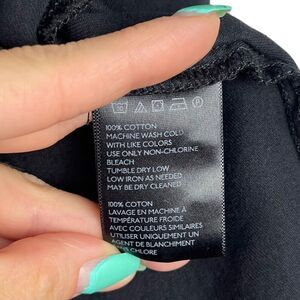 100% COTTON
MACHINE WASH COLD
WITH LIKE COLORS
USE ONLY NON-CHLORINE
BLEACH
TUMBLE DRY LOW
LOW IRON AS NEEDED
MAY BE DRY CLEANED
100% COTON
LAVAGE EN MACHINE À
TEMPÉRATURE FROIDE
AVEC COULEURS SIMILAIRES
UTILISER UNIQUEMENT UN
AGENT DE BLANCHIMENT
SANS CHLORE